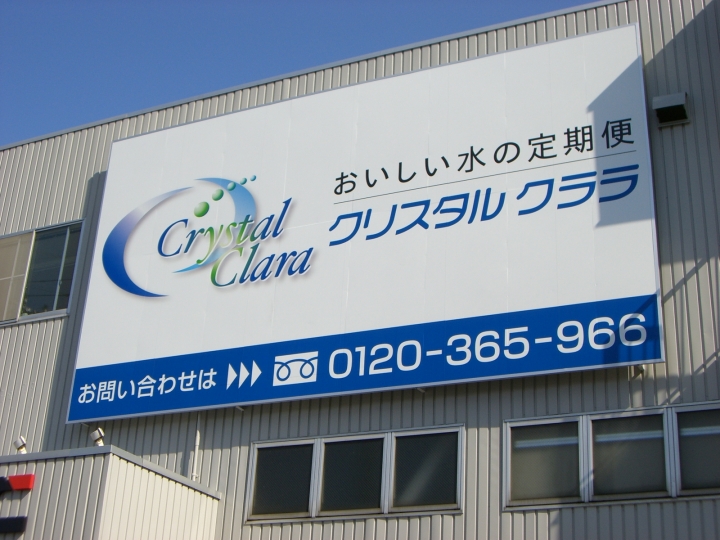 Crystal
Clara
おいしい水の定期便
クリスタル クララ
お問い合わせは 0120-365-966